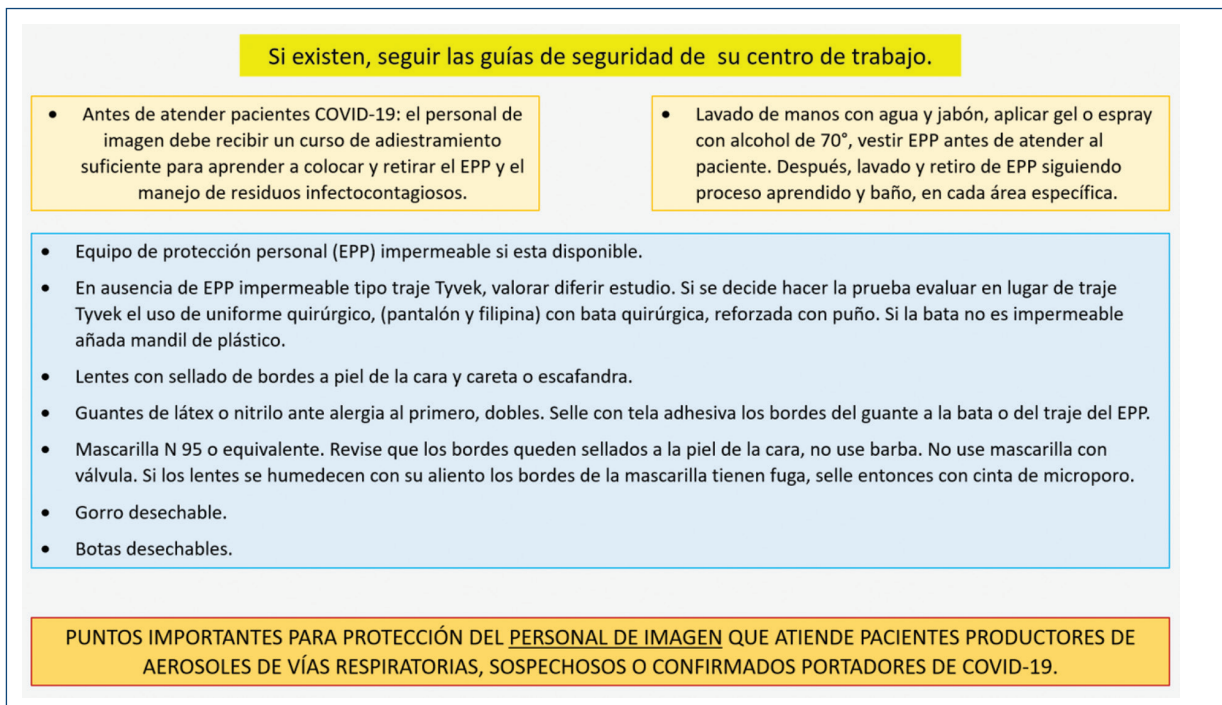 Si existen, seguir las guías de seguridad de su centro de trabajo.
• Antes de atender pacientes COVID-19: el personal de
imagen debe recibir un curso de adiestramiento
suficiente para aprender a colocar y retirar el EPP y el
manejo de residuos infectocontagiosos.
• Lavado de manos con agua y jabón, aplicar gel o espray
con alcohol de 70°, vestir EPP antes de atender al
paciente. Después, lavado y retiro de EPP siguiendo
proceso aprendido y baño, en cada área específica.
• Equipo de protección personal (EPP) impermeable si esta disponible.
• En ausencia de EPP impermeable tipo traje Tyvek, valorar diferir estudio. Si se decide hacer la prueba evaluar en lugar de traje
Tyvek el uso de uniforme quirúrgico, (pantalón y filipina) con bata quirúrgica, reforzada con puño. Si la bata no es impermeable
añada mandil de plástico.
• Lentes con sellado de bordes a piel de la cara y careta o escafandra.
• Guantes de látex o nitrilo ante alergia al primero, dobles. Selle con tela adhesiva los bordes del guante a la bata o del traje del EPP.
• Mascarilla N 95 o equivalente. Revise que los bordes queden sellados a la piel de la cara, no use barba. No use mascarilla con
válvula. Si los lentes se humedecen con su aliento los bordes de la mascarilla tienen fuga, selle entonces con cinta de microporo.
• Gorro desechable.
• Botas desechables.
PUNTOS IMPORTANTES PARA PROTECCIÓN DEL PERSONAL DE IMAGEN QUE ATIENDE PACIENTES PRODUCTORES DE
AEROSOLES DE VÍAS RESPIRATORIAS, SOSPECHOSOS O CONFIRMADOS PORTADORES DE COVID-19.